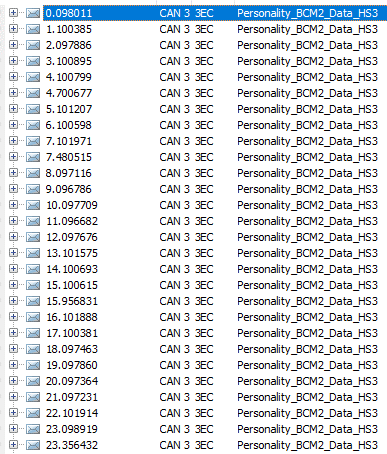 0.098011 CAN 3 3EC Personality_BCM2_Data_HS3
1.100385 CAN 3 3EC Personality_BCM2_Data_HS3
2.097886 CAN 3 3EC Personality_BCM2_Data_HS3
3.100895 CAN 3 3EC Personality_BCM2_Data_HS3
4.100799 CAN 3 3EC Personality_BCM2_Data_HS3
4.700677 CAN 3 3EC Personality_BCM2_Data_HS3
5.101207 CAN 3 3EC Personality_BCM2_Data_HS3
6.100598 CAN 3 3EC Personality_BCM2_Data_HS3
7.101971 CAN 3 3EC Personality_BCM2_Data_HS3
7.480515 CAN 3 3EC Personality_BCM2_Data_HS3
8.097116 CAN 3 3EC Personality_BCM2_Data_HS3
9.096786 CAN 3 3EC Personality_BCM2_Data_HS3
10.097709 CAN 3 3EC Personality_BCM2_Data_HS3
11.096682 CAN 3 3EC Personality_BCM2_Data_HS3
12.097676 CAN 3 3EC Personality_BCM2_Data_HS3
13.101575 CAN 3 3EC Personality_BCM2_Data_HS3
14.100693 CAN 3 3EC Personality_BCM2_Data_HS3
15.100615 CAN 3 3EC Personality_BCM2_Data_HS3
15.956831 CAN 3 3EC Personality_BCM2_Data_HS3
16.101888 CAN 3 3EC Personality_BCM2_Data_HS3
17.100381 CAN 3 3EC Personality_BCM2_Data_HS3
18.097463 CAN 3 3EC Personality_BCM2_Data_HS3
19.097860 CAN 3 3EC Personality_BCM2_Data_HS3
20.097364 CAN 3 3EC Personality_BCM2_Data_HS3
21.097231 CAN 3 3EC Personality_BCM2_Data_HS3
22.101914 CAN 3 3EC Personality_BCM2_Data_HS3
23.098919 CAN 3 3EC Personality_BCM2_Data_HS3
23.356432 CAN 3 3EC Personality_BCM2_Data_HS3